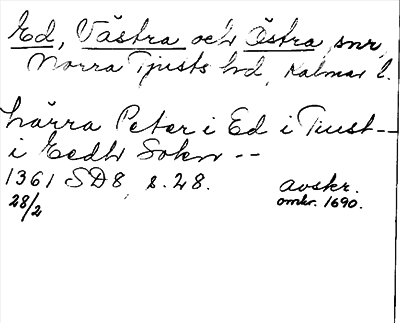 Ed, Västra och Östra, snr,
Norra Tjusts hd, Kalmar l.
härra Peter i Ed i Tiust --
i Eedh Sokn --
1361 SD8, s. 28. avskr.
28/2 omkr. 1690.